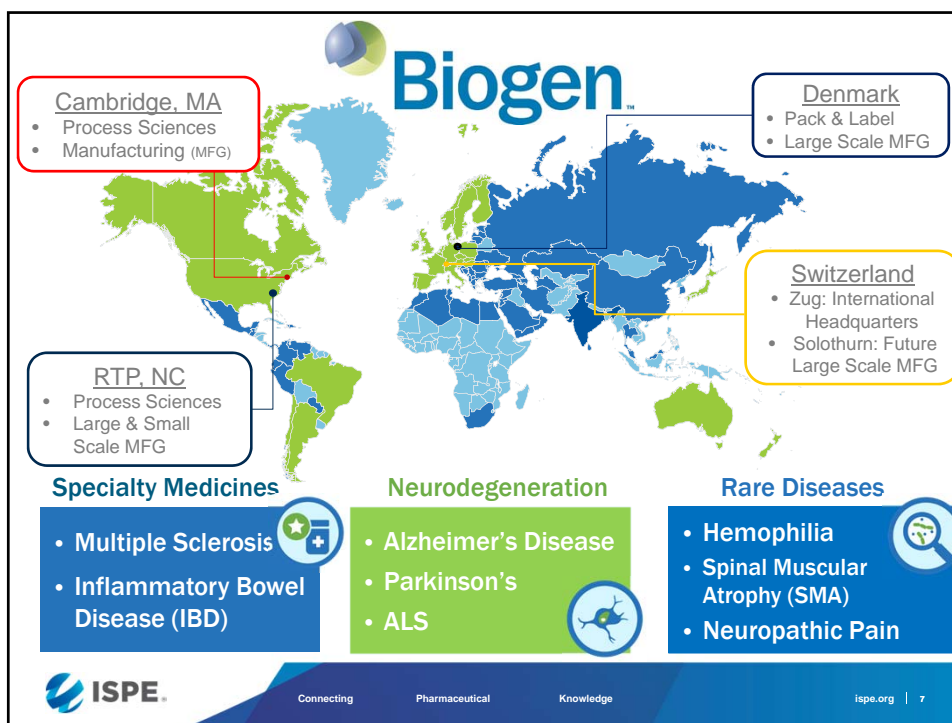 Biogen™
Cambridge, MA
• Process Sciences
• Manufacturing (MFG)
Denmark
• Pack & Label
• Large Scale MFG
Switzerland
• Zug: International
Headquarters
• Solothurn: Future
Large Scale MFG
RTP, NC
• Process Sciences
• Large & Small
Scale MFG
Specialty Medicines
• Multiple Sclerosis
• Inflammatory Bowel
Disease (IBD)
Neurodegeneration
• Alzheimer's Disease
• Parkinson's
• ALS
Rare Diseases
• Hemophilia
• Spinal Muscular
Atrophy (SMA)
• Neuropathic Pain
ISPE®
Connecting Pharmaceutical Knowledge
ispe.org | 7